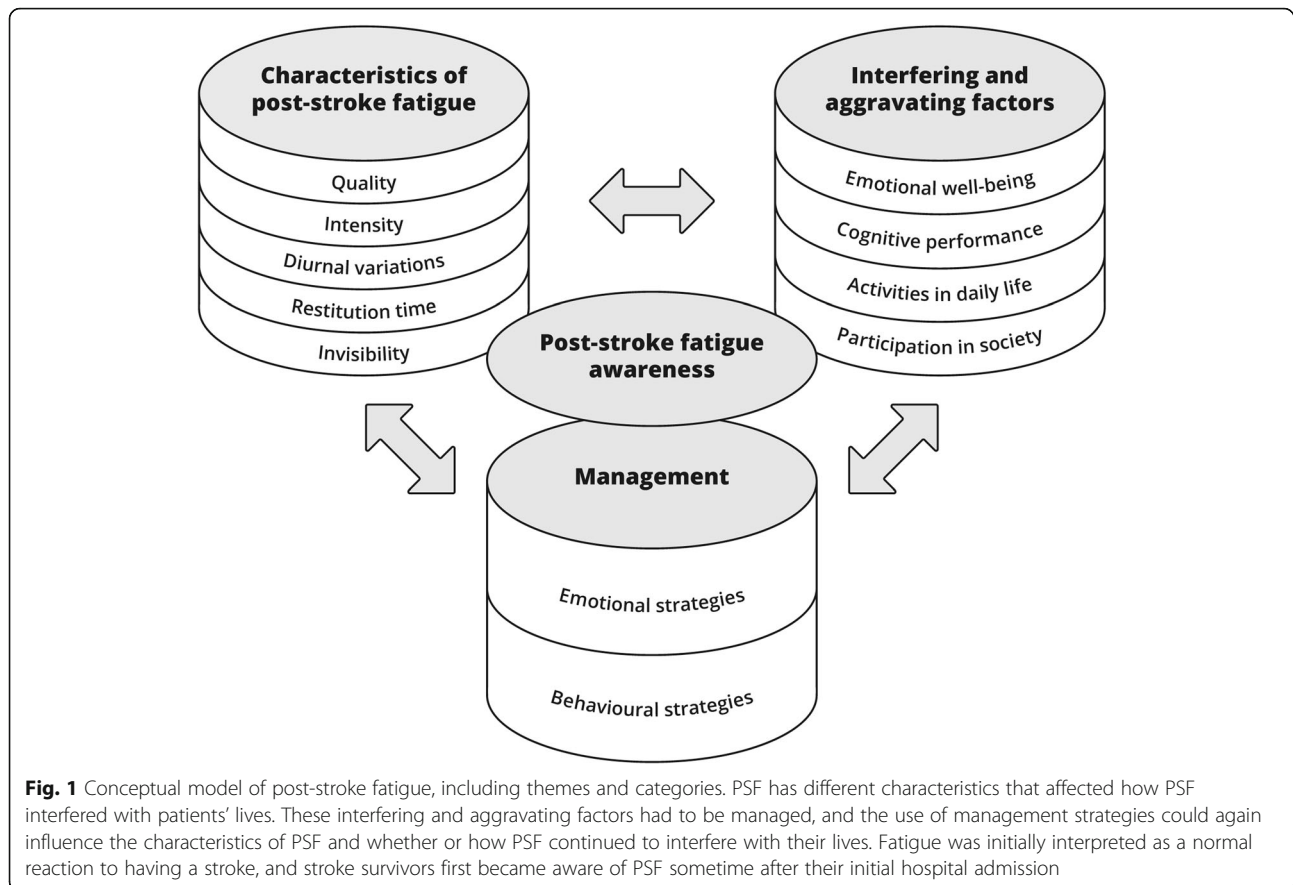 Characteristics of
post-stroke fatigue
Quality
Intensity
Diurnal variations
Restitution time
Invisibility
Interfering and
aggravating factors
Emotional well-being
Cognitive performance
Activities in daily life
Participation in society
Post-stroke fatigue
awareness
Management
Emotional strategies
Behavioural strategies
Fig. 1 Conceptual model of post-stroke fatigue, including themes and categories. PSF has different characteristics that affected how PSF
interfered with patients’ lives. These interfering and aggravating factors had to be managed, and the use of management strategies could again
influence the characteristics of PSF and whether or how PSF continued to interfere with their lives. Fatigue was initially interpreted as a normal
reaction to having a stroke, and stroke survivors first became aware of PSF sometime after their initial hospital admission